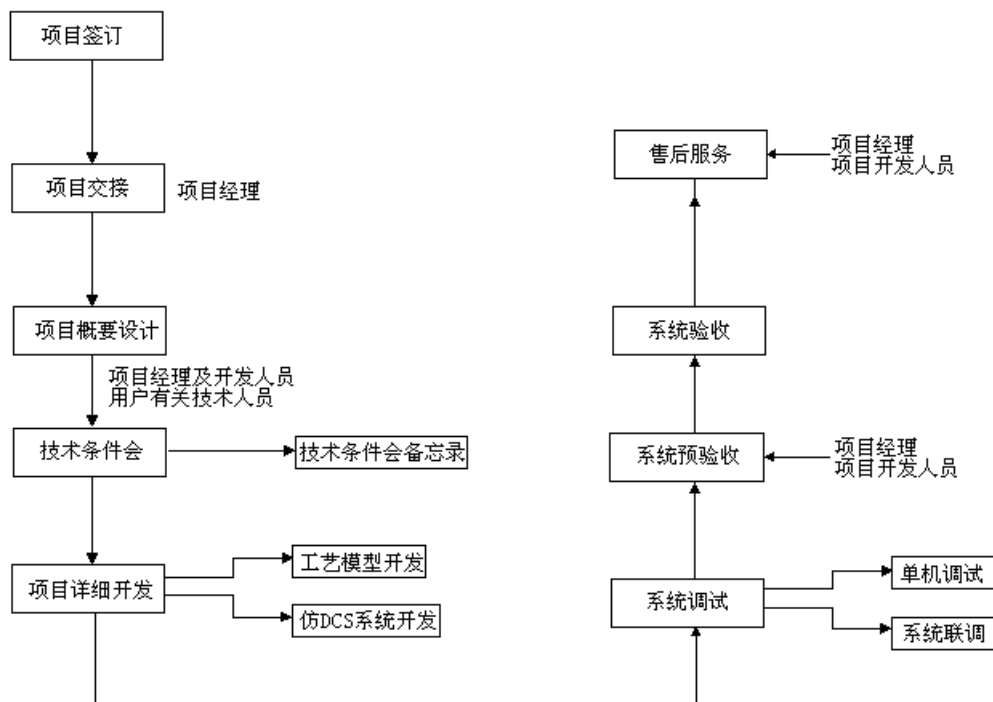 项目签订
项目交接
项目经理
项目概要设计
项目经理及开发人员
用户有关技术人员
技术条件会
技术条件会备忘录
项目详细开发
工艺模型开发
仿DCS系统开发
售后服务
项目经理
项目开发人员
系统验收
系统预验收
项目经理
项目开发人员
系统调试
单机调试
系统联调